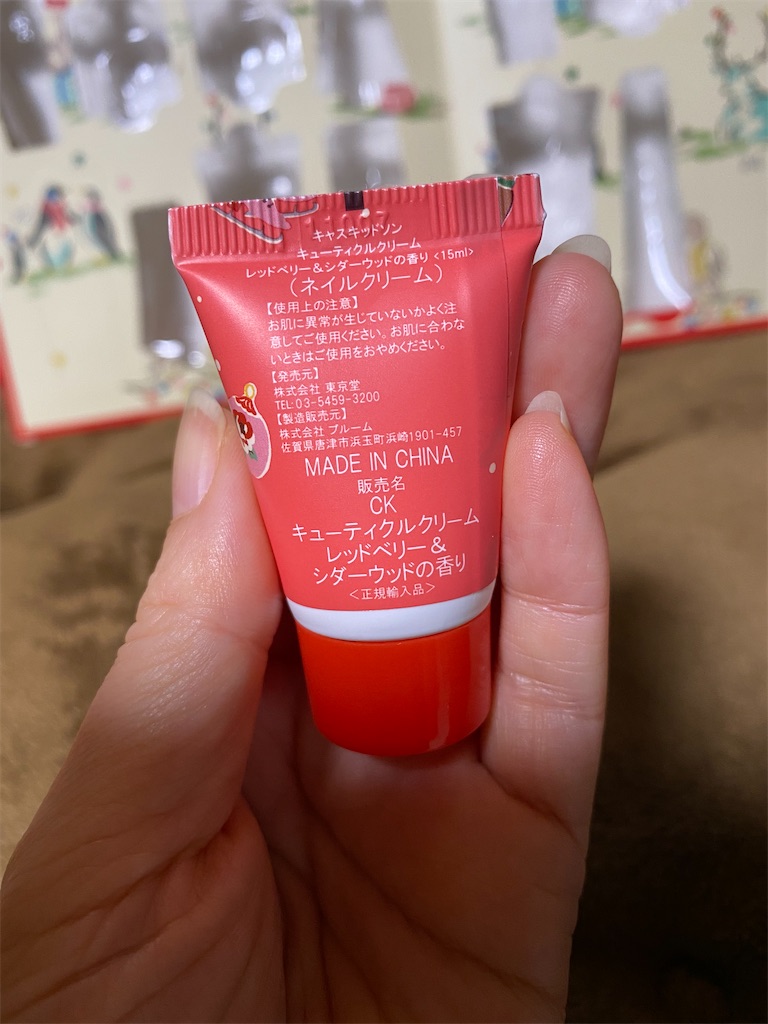 キャスキッドソン
キューティクルクリーム
レッドベリー＆シダーウッドの香り <15ml>
（ネイルクリーム）
【使用上の注意】
お肌に異常が生じていないかよく注
意してご使用ください。お肌に合わな
いときはご使用をおやめください。
【発売元】
株式会社 東京堂
TEL:03-5459-3200
【製造販売元】
株式会社 ブルーム
佐賀県唐津市浜玉町浜崎1901-457
MADE IN CHINA
販売名
CK
キューティクルクリーム
レッドベリー＆
シダーウッドの香り
＜正規輸入品＞